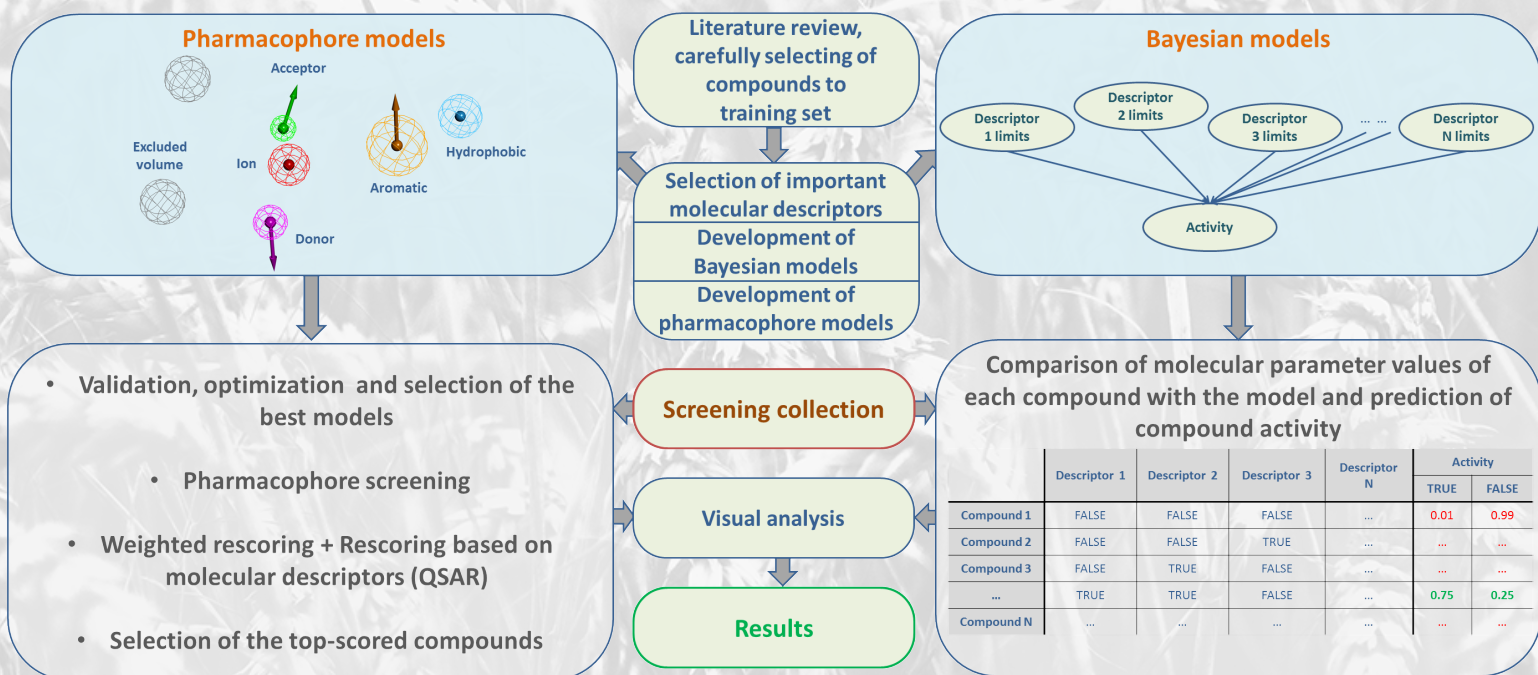 Pharmacophore models
Acceptor
Excluded
volume
Ion
Aromatic
Hydrophobic
Donor
Literature review,
carefully selecting of
compounds to
training set
Selection of important
molecular descriptors
Development of
Bayesian models
Development of
pharmacophore models
Bayesian models
Descriptor
1 limits
Descriptor
2 limits
Descriptor
3 limits
... ...
Descriptor
N limits
Activity
• Validation, optimization and selection of the
best models
• Pharmacophore screening
• Weighted rescoring + Rescoring based on
molecular descriptors (QSAR)
• Selection of the top-scored compounds
Screening collection
Visual analysis
Results
Comparison of molecular parameter values of
each compound with the model and prediction of
compound activity
Descriptor 1 Descriptor 2 Descriptor 3 Descriptor N Activity
TRUE FALSE
Compound 1 FALSE FALSE FALSE ... 0.01 0.99
Compound 2 FALSE FALSE TRUE ... ... ...
Compound 3 FALSE TRUE FALSE ... ... ...
... TRUE TRUE FALSE ... 0.75 0.25
Compound N ... ... ... ... ... ...